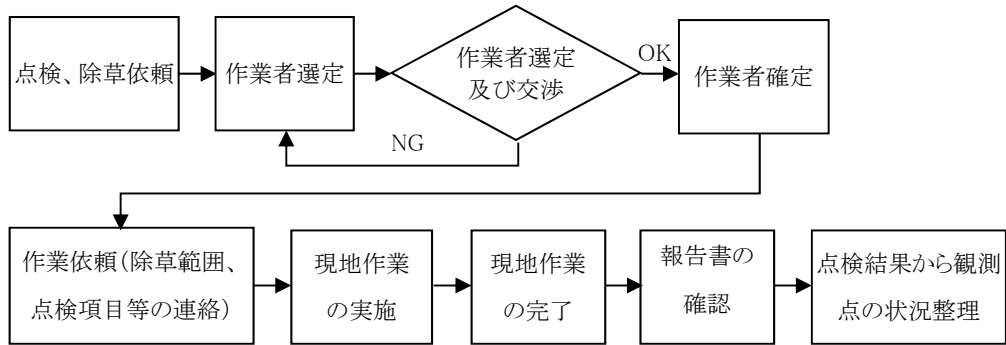 点検、除草依頼
作業者選定
作業者選定
及び交渉
OK
作業者確定
NG
作業依頼(除草範囲、
点検項目等の連絡)
現地作業
の実施
現地作業
の完了
報告書の
確認
点検結果から観測
点の状況整理